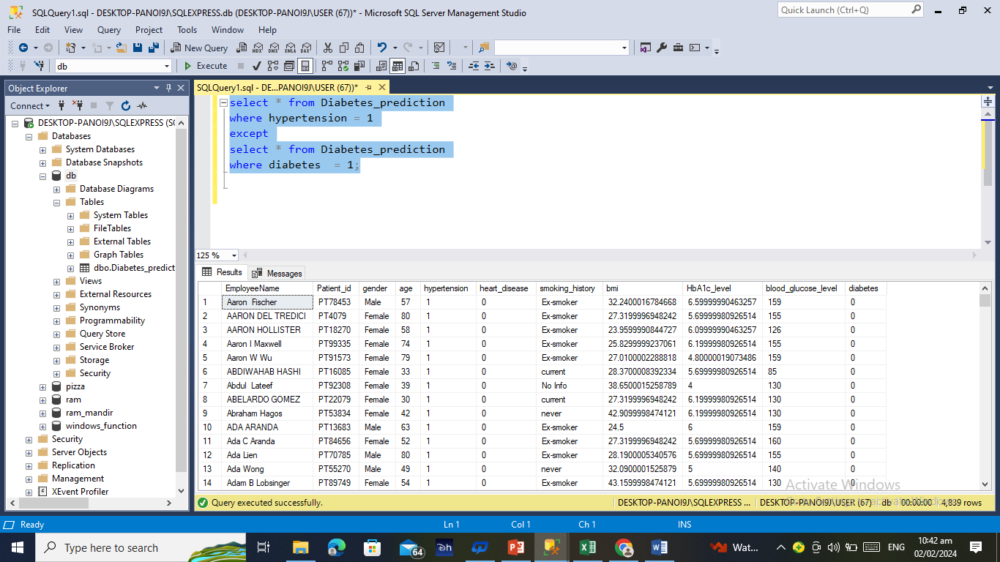 SQLQuery1.sql - DESKTOP-PANOI9J\SQLEXPRESS.db (DESKTOP-PANOI9J\USER (67))* - Microsoft SQL Server Management Studio
Quick Launch (Ctrl+Q)
File Edit View Query Project Tools Window Help
New Query MDX DMX XMLA DAX
db Execute
Object Explorer
SQLQuery1.sql - DE...PANOI9J\USER (67))*
Connect
DESKTOP-PANOI9J\SQLEXPRESS (SQ
Databases
System Databases
Database Snapshots
db
Database Diagrams
Tables
System Tables
FileTables
External Tables
Graph Tables
dbo.Diabetes_predict
Views
External Resources
Synonyms
Programmability
Query Store
Service Broker
Storage
Security
pizza
ram
ram_mandir
windows_function
Security
Server Objects
Replication
Management
XEvent Profiler
select * from Diabetes_prediction
where hypertension = 1
except
select * from Diabetes_prediction
where diabetes  = 1;
125 %
Results Messages
EmployeeName Patient_id gender age hypertension heart_disease smoking_history bmi HbA1c_level blood_glucose_level diabetes
1 Aaron  Fischer PT78453 Male 57 1 0 Ex-smoker 32.2400016784668 6.59999990463257 159 0
2 AARON DEL TREDICI PT4079 Female 80 1 0 Ex-smoker 27.3199996948242 5.69999980926514 155 0
3 AARON HOLLISTER PT18270 Female 58 1 0 Ex-smoker 23.9599990844727 6.09999990463257 126 0
4 Aaron I Maxwell PT99335 Female 74 1 0 Ex-smoker 25.8299999237061 6.19999980926514 155 0
5 Aaron W Wu PT91573 Female 79 1 0 Ex-smoker 27.0100002288818 4.80000019073486 159 0
6 ABDIWAHAB HASHI PT16085 Female 33 1 0 current 28.3700008392334 5.69999980926514 85 0
7 Abdul  Lateef PT92308 Female 39 1 0 No Info 38.6500015258789 4 130 0
8 ABELARDO GOMEZ PT22079 Female 30 1 0 current 27.3199996948242 6.19999980926514 130 0
9 Abraham Hagos PT53834 Female 42 1 0 never 42.9099998474121 6.19999980926514 130 0
10 ADA ARANDA PT13683 Male 63 1 0 Ex-smoker 24.5 6 159 0
11 Ada C Aranda PT84656 Female 52 1 0 Ex-smoker 27.3199996948242 5.69999980926514 160 0
12 Ada Lien PT70785 Male 80 1 0 Ex-smoker 28.1900005340576 5.69999980926514 155 0
13 Ada Wong PT55270 Male 49 1 0 never 32.0900001525879 5 140 0
14 Adam B Lobsinger PT89749 Female 54 1 0 Ex-smoker 43.1599998474121 5.69999980926514 130 0
Activate Windows
Query executed successfully. DESKTOP-PANOI9J\SQLEXPRESS ... DESKTOP-PANOI9J\USER (67) db 00:00:00 4,839 rows
Ready Ln 1 Col 1 Ch 1 INS
Type here to search 64 Wat... ENG 10:42 am
02/02/2024